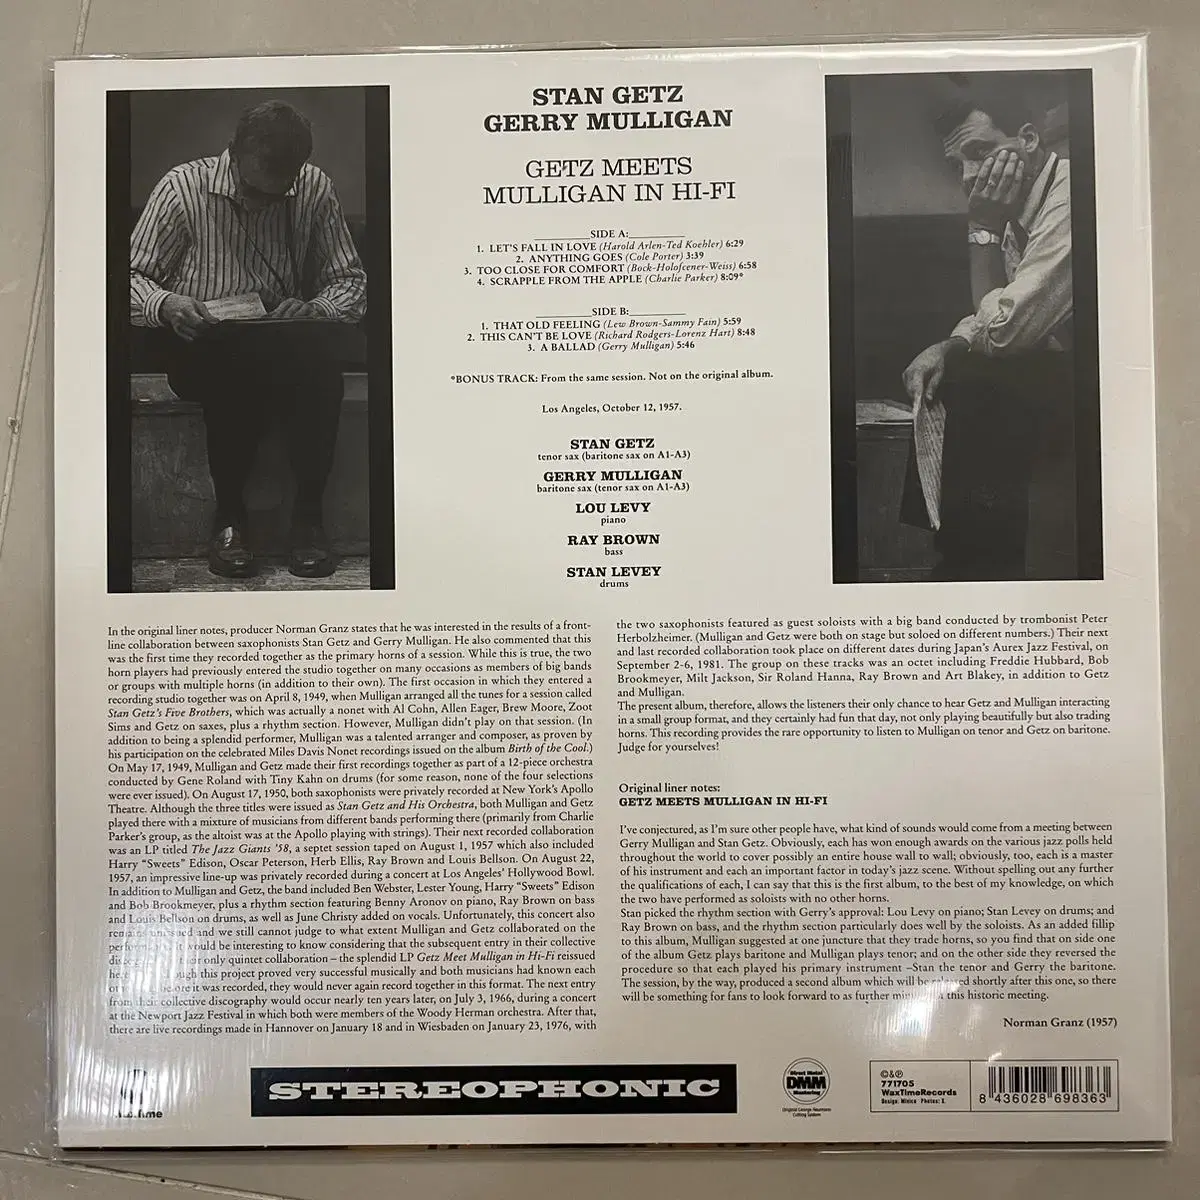 STAN GETZ
GERRY MULLIGAN
GETZ MEETS
MULLIGAN IN HI-FI
SIDE A:
1. LET'S FALL IN LOVE (Harold Arlen-Ted Koehler) 6:29
2. ANYTHING GOES (Cole Porter) 3:39
3. TOO CLOSE FOR COMFORT (Bock-Holofcener-Weiss) 6:58
4. SCRAPPLE FROM THE APPLE (Charlie Parker) 8:09*
SIDE B:
1. THAT OLD FEELING (Lew Brown-Sammy Fain) 5:59
2. THIS CAN'T BE LOVE (Richard Rodgers-Lorenz Hart) 8:48
3. A BALLAD (Gerry Mulligan) 5:46
*BONUS TRACK: From the same session. Not on the original album.
Los Angeles, October 12, 1957.
STAN GETZ
tenor sax (baritone sax on A1-A3)
GERRY MULLIGAN
baritone sax (tenor sax on A1-A3)
LOU LEVY
piano
RAY BROWN
bass
STAN LEVEY
drums
In the original liner notes, producer Norman Granz states that he was interested in the results of a front-
line collaboration between saxophonists Stan Getz and Gerry Mulligan. He also commented that this
was the first time they recorded together as the primary horns of a session. While this is true, the two
horn players had previously entered the studio together on many occasions as members of big bands
or groups with multiple horns (in addition to their own). The first occasion in which they entered a
recording studio together was on April 8, 1949, when Mulligan arranged all the tunes for a session called
Stan Getz's Five Brothers, which was actually a nonet with Al Cohn, Allen Eager, Brew Moore, Zoot
Sims and Getz on saxes, plus a rhythm section. However, Mulligan didn't play on that session. (In
addition to being a splendid performer, Mulligan was a talented arranger and composer, as proven by
his participation on the celebrated Miles Davis Nonet recordings issued on the album Birth of the Cool.)
On May 17, 1949, Mulligan and Getz made their first recordings together as part of a 12-piece orchestra
conducted by Gene Roland with Tiny Kahn on drums (for some reason, none of the four selections
were ever issued). On August 17, 1950, both saxophonists were privately recorded at New York's Apollo
Theatre. Although the three titles were issued as Stan Getz and His Orchestra, both Mulligan and Getz
played there with a mixture of musicians from different bands performing there (primarily from Charlie
Parker's group, as the altoist was at the Apollo playing with strings). Their next recorded collaboration
was an LP titled The Jazz Giants '58, a septet session taped on August 1, 1957 which also included
Harry "Sweets" Edison, Oscar Peterson, Herb Ellis, Ray Brown and Louis Bellson. On August 22,
1957, an impressive line-up was privately recorded during a concert at Los Angeles' Hollywood Bowl.
In addition to Mulligan and Getz, the band included Ben Webster, Lester Young, Harry "Sweets" Edison
and Bob Brookmeyer, plus a rhythm section featuring Benny Aronov on piano, Ray Brown on bass
and Louis Bellson on drums, as well as June Christy added on vocals. Unfortunately, this concert also
remains and we still cannot judge to what extent Mulligan and Getz collaborated on the
would be interesting to know considering that the subsequent entry in their collective
their only quintet collaboration – the splendid LP Getz Meet Mulligan in Hi-Fi reissued
though this project proved very successful musically and both musicians had known each
before it was recorded, they would never again record together in this format. The next entry
from their collective discography would occur nearly ten years later, on July 3, 1966, during a concert
at the Newport Jazz Festival in which both were members of the Woody Herman orchestra. After that,
there are live recordings made in Hannover on January 18 and in Wiesbaden on January 23, 1976, with
the two saxophonists featured as guest soloists with a big band conducted by trombonist Peter
Herbolzheimer. (Mulligan and Getz were both on stage but soloed on different numbers.) Their next
and last recorded collaboration took place on different dates during Japan's Aurex Jazz Festival, on
September 2-6, 1981. The group on these tracks was an octet including Freddie Hubbard, Bob
Brookmeyer, Milt Jackson, Sir Roland Hanna, Ray Brown and Art Blakey, in addition to Getz
and Mulligan.
The present album, therefore, allows the listeners their only chance to hear Getz and Mulligan interacting
in a small group format, and they certainly had fun that day, not only playing beautifully but also trading
horns. This recording provides the rare opportunity to listen to Mulligan on tenor and Getz on baritone.
Judge for yourselves!
Original liner notes:
GETZ MEETS MULLIGAN IN HI-FI
I've conjectured, as I'm sure other people have, what kind of sounds would come from a meeting between
Gerry Mulligan and Stan Getz. Obviously, each has won enough awards on the various jazz polls held
throughout the world to cover possibly an entire house wall to wall; obviously, too, each is a master
of his instrument and each an important factor in today's jazz scene. Without spelling out any further
the qualifications of each, I can say that this is the first album, to the best of my knowledge, on which
the two have performed as soloists with no other horns.
Stan picked the rhythm section with Gerry's approval: Lou Levy on piano; Stan Levey on drums; and
Ray Brown on bass, and the rhythm section particularly does well by the soloists. As an added fillip
to this album, Mulligan suggested at one juncture that they trade horns, so you find that on side one
of the album Getz plays baritone and Mulligan plays tenor; and on the other side they reversed the
procedure so that each played his primary instrument –Stan the tenor and Gerry the baritone.
The session, by the way, produced a second album which will be released shortly after this one, so there
will be something for fans to look forward to as further this historic meeting.
Norman Granz (1957)
STEREOPHONIC
Direct Metal
DMM
Mastering
Original George Neumann
Cutting System
©&℗
771705
WaxTimeRecords
Design: Mínico Photos: X.
8 436028 698363